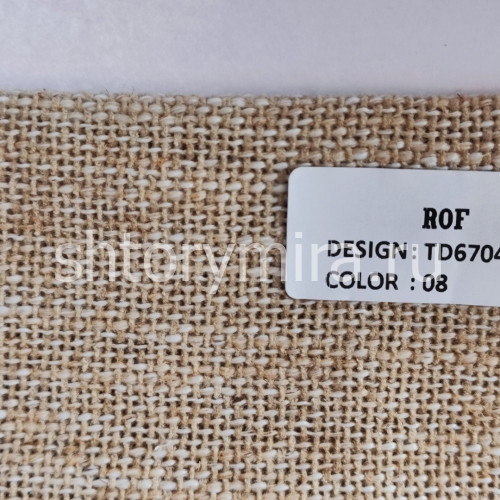 ROF
DESIGN : TD6704
COLOR : 08
shtorymira.ru